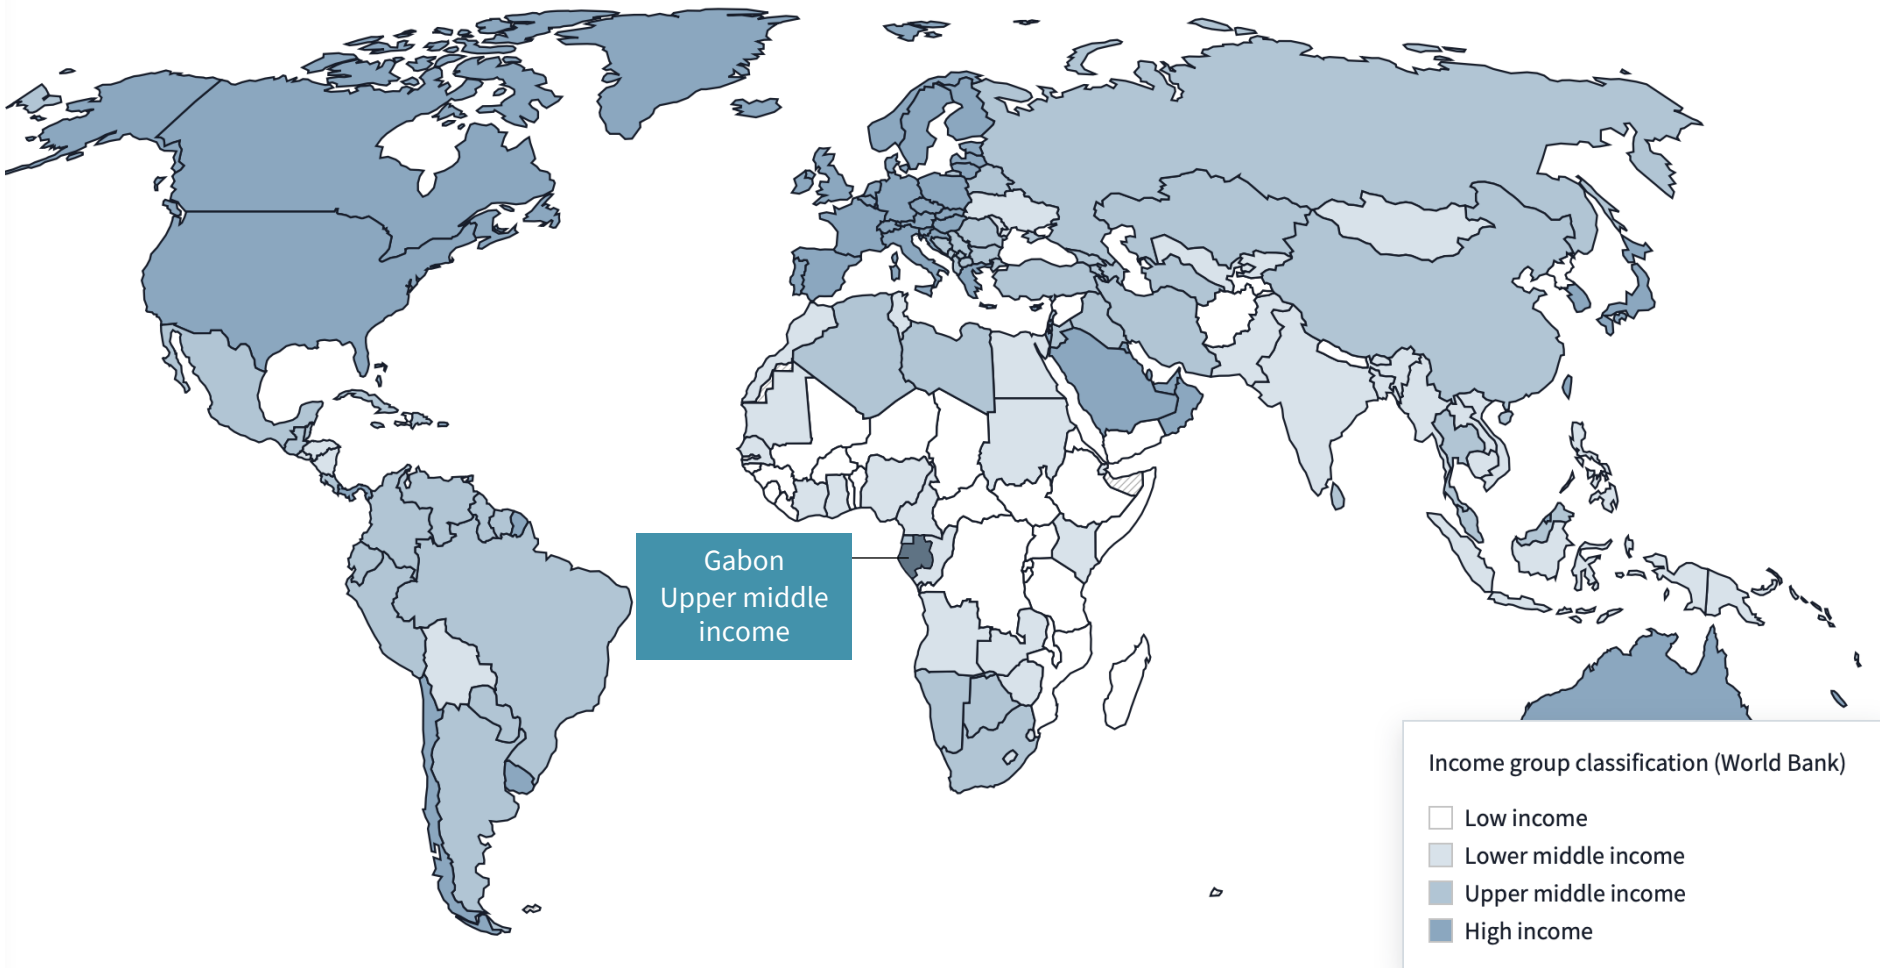 Gabon
Upper middle
income
Income group classification (World Bank)
Low income
Lower middle income
Upper middle income
High income